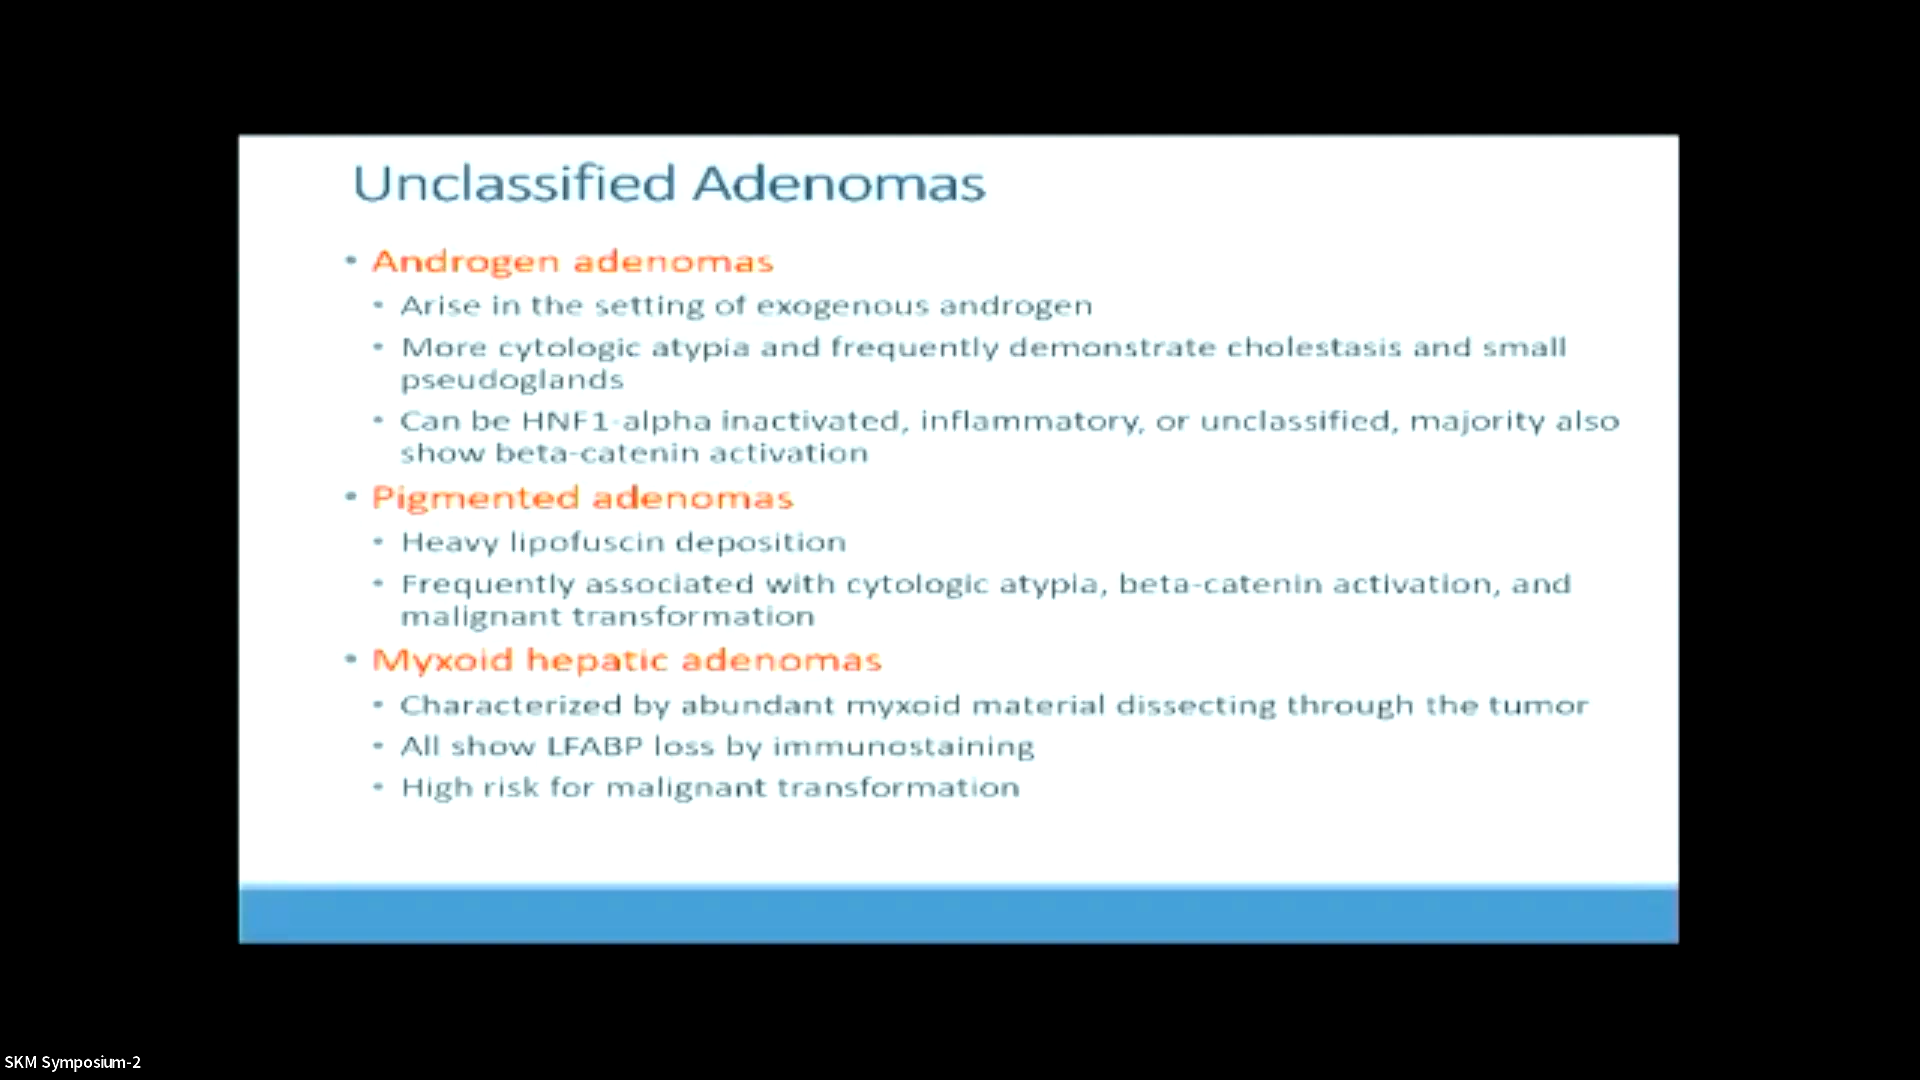 Unclassified Adenomas
• Androgen adenomas
• Arise in the setting of exogenous androgen
• More cytologic atypia and frequently demonstrate cholestasis and small
pseudoglands
• Can be HNF1-alpha inactivated, inflammatory, or unclassified, majority also
show beta-catenin activation
• Pigmented adenomas
• Heavy lipofuscin deposition
• Frequently associated with cytologic atypia, beta-catenin activation, and
malignant transformation
• Myxoid hepatic adenomas
• Characterized by abundant myxoid material dissecting through the tumor
• All show LFABP loss by immunostaining
• High risk for malignant transformation
SKM Symposium-2